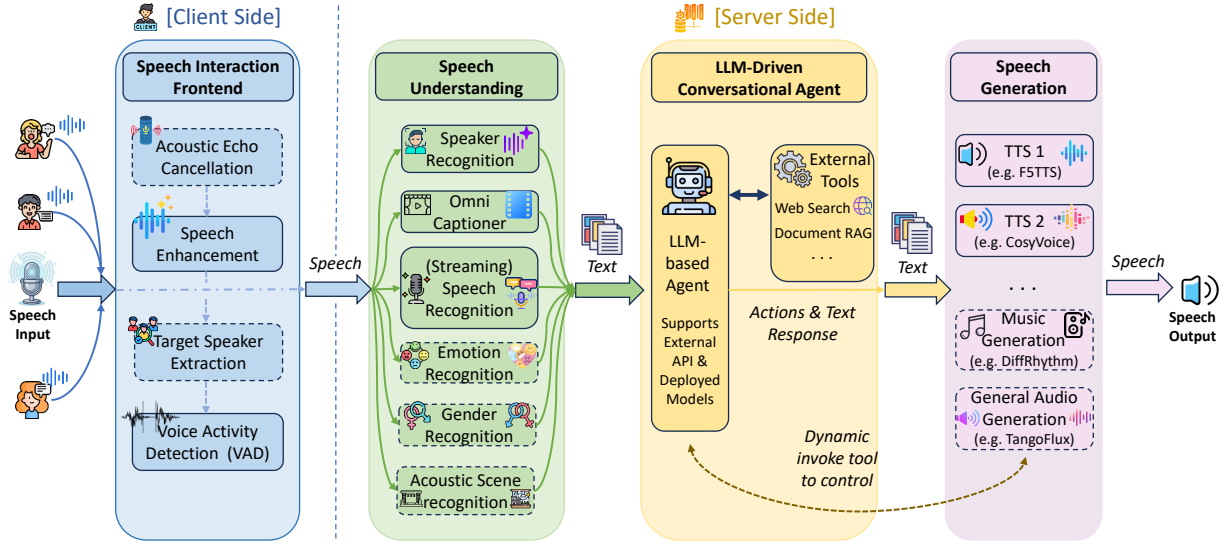 [Client Side]
[Server Side]
CLIENT
Speech Input
Speech Interaction
Frontend
Acoustic Echo
Cancellation
Speech
Enhancement
Target Speaker
Extraction
Voice Activity
Detection (VAD)
Speech
Speech
Understanding
Speaker
Recognition
Omni
Captioner
(Streaming)
Speech
Recognition
Emotion
Recognition
Gender
Recognition
Acoustic Scene
recognition
Text
LLM-Driven
Conversational Agent
LLM-
based
Agent
Supports
External
API &
Deployed
Models
External
Tools
Web Search
Document RAG
. . .
Actions & Text
Response
Dynamic
invoke tool
to control
Text
Speech
Generation
TTS 1
(e.g. F5TTS)
TTS 2
(e.g. CosyVoice)
. . .
Music
Generation
(e.g. DiffRhythm)
General Audio
Generation
(e.g. TangoFlux)
Speech
Speech
Output